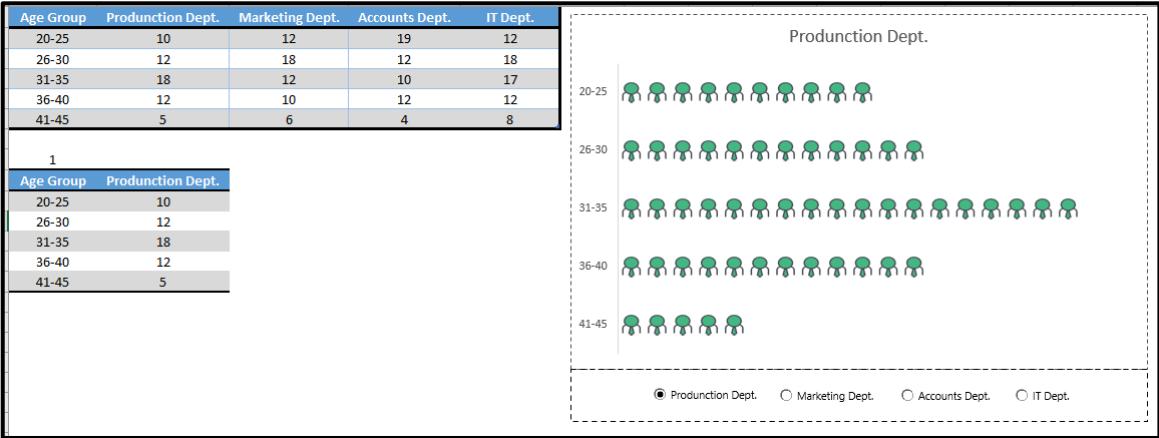 Age Group Produnction Dept. Marketing Dept. Accounts Dept. IT Dept.
20-25 10 12 19 12
26-30 12 18 12 18
31-35 18 12 10 17
36-40 12 10 12 12
41-45 5 6 4 8
1
Age Group Produnction Dept.
20-25 10
26-30 12
31-35 18
36-40 12
41-45 5
Produnction Dept.
20-25
26-30
31-35
36-40
41-45
Produnction Dept. Marketing Dept. Accounts Dept. IT Dept.